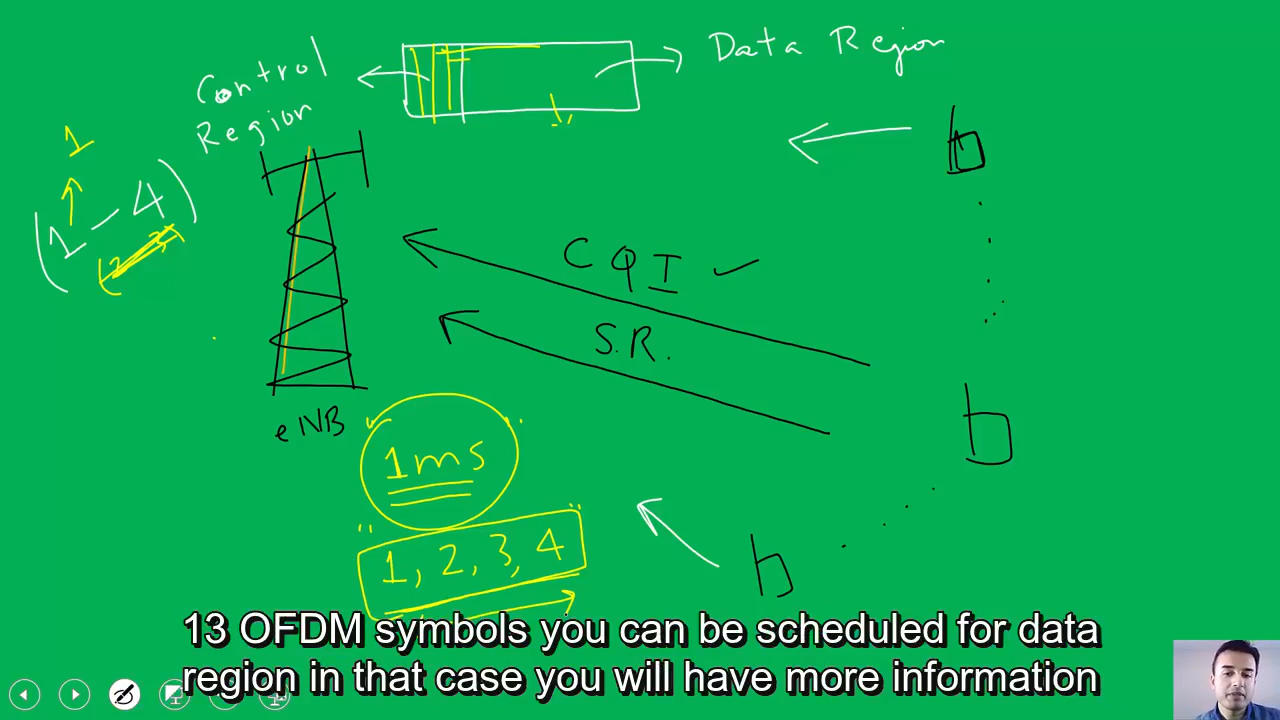 Data Region
Control
Region
1
(1-4)
CQI ✓
S.R.
eNB
1ms
1, 2, 3, 4
13 OFDM symbols you can be scheduled for data
region in that case you will have more information